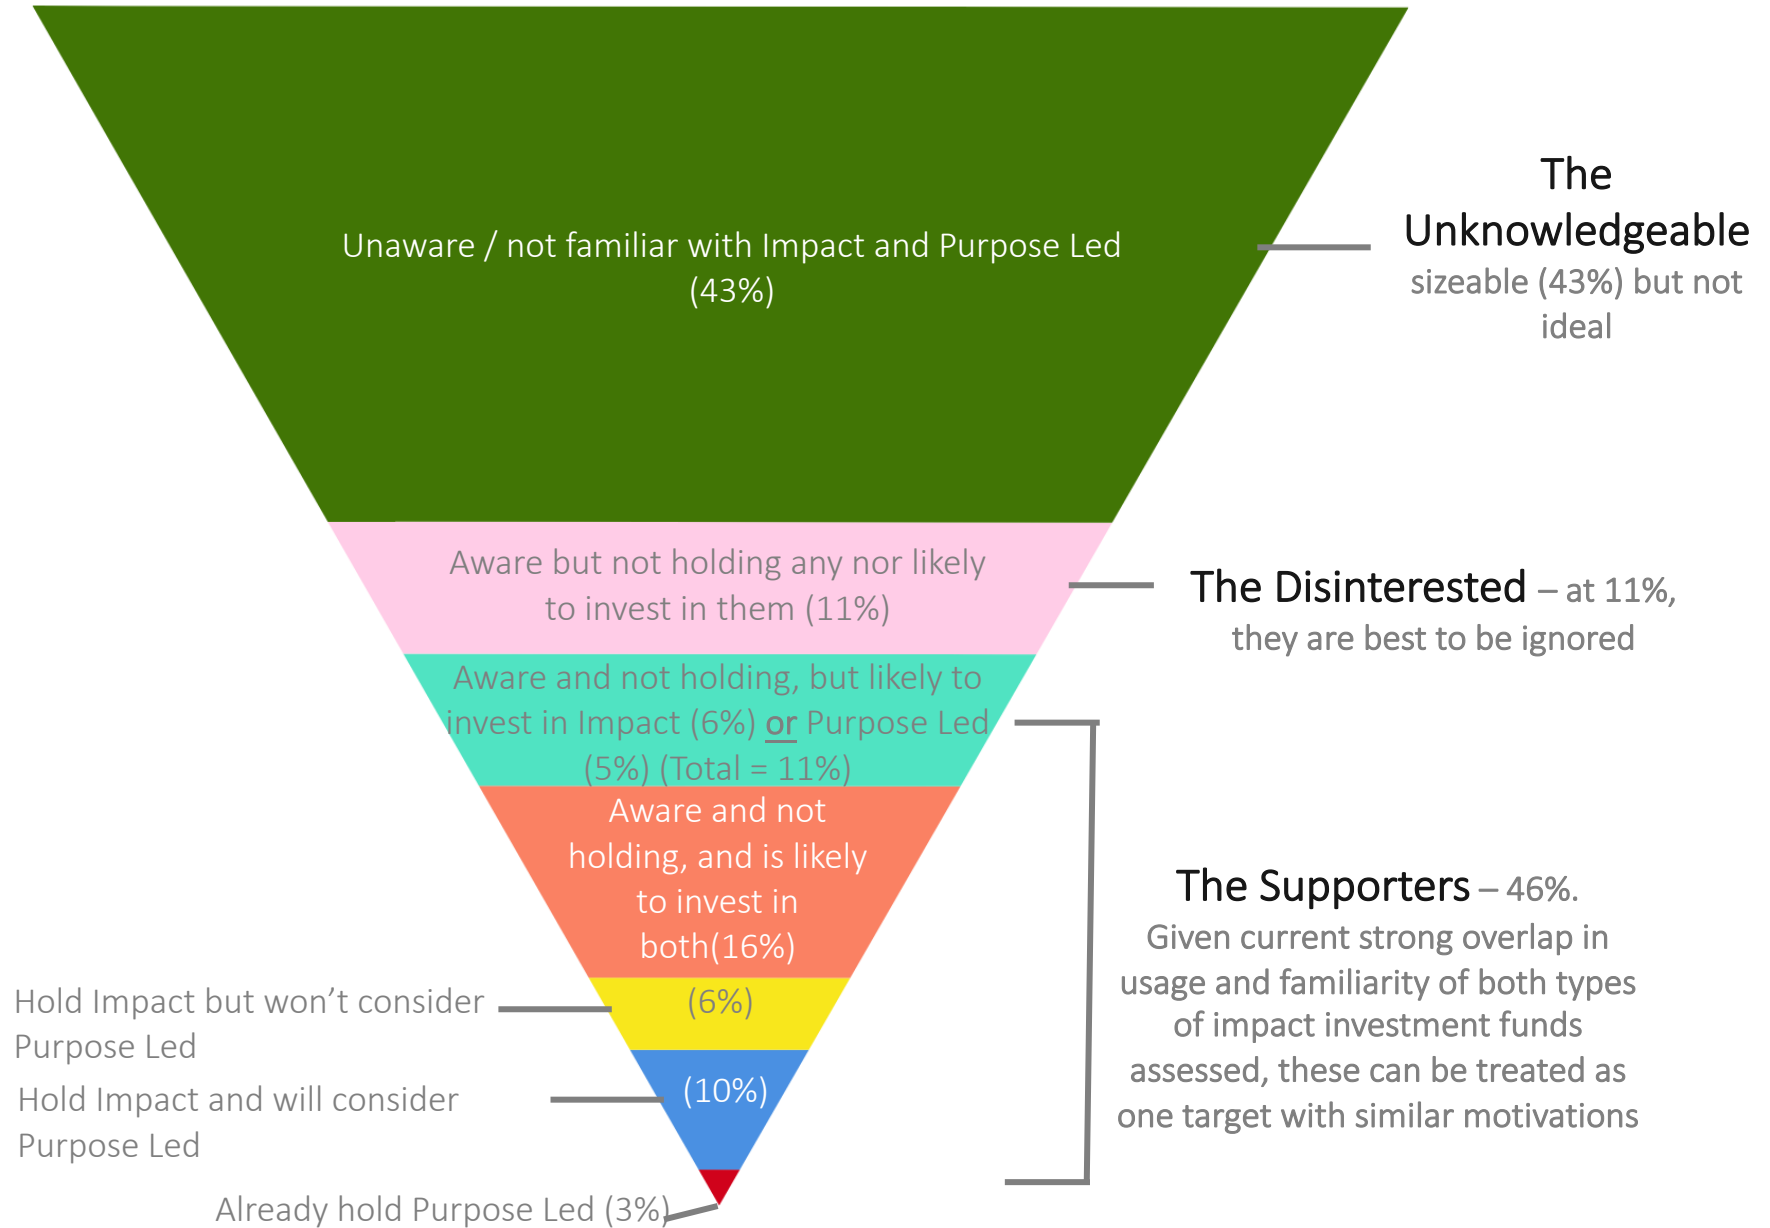 Unaware / not familiar with Impact and Purpose Led
(43%)
The
Unknowledgeable
sizeable (43%) but not
ideal
Aware but not holding any nor likely
to invest in them (11%)
The Disinterested – at 11%,
they are best to be ignored
Aware and not holding, but likely to
invest in Impact (6%) or Purpose Led
(5%) (Total = 11%)
Aware and not
holding, and is likely
to invest in
both(16%)
The Supporters – 46%.
Given current strong overlap in
usage and familiarity of both types
of impact investment funds
assessed, these can be treated as
one target with similar motivations
Hold Impact but won’t consider
Purpose Led
(6%)
Hold Impact and will consider
Purpose Led
(10%)
Already hold Purpose Led (3%)